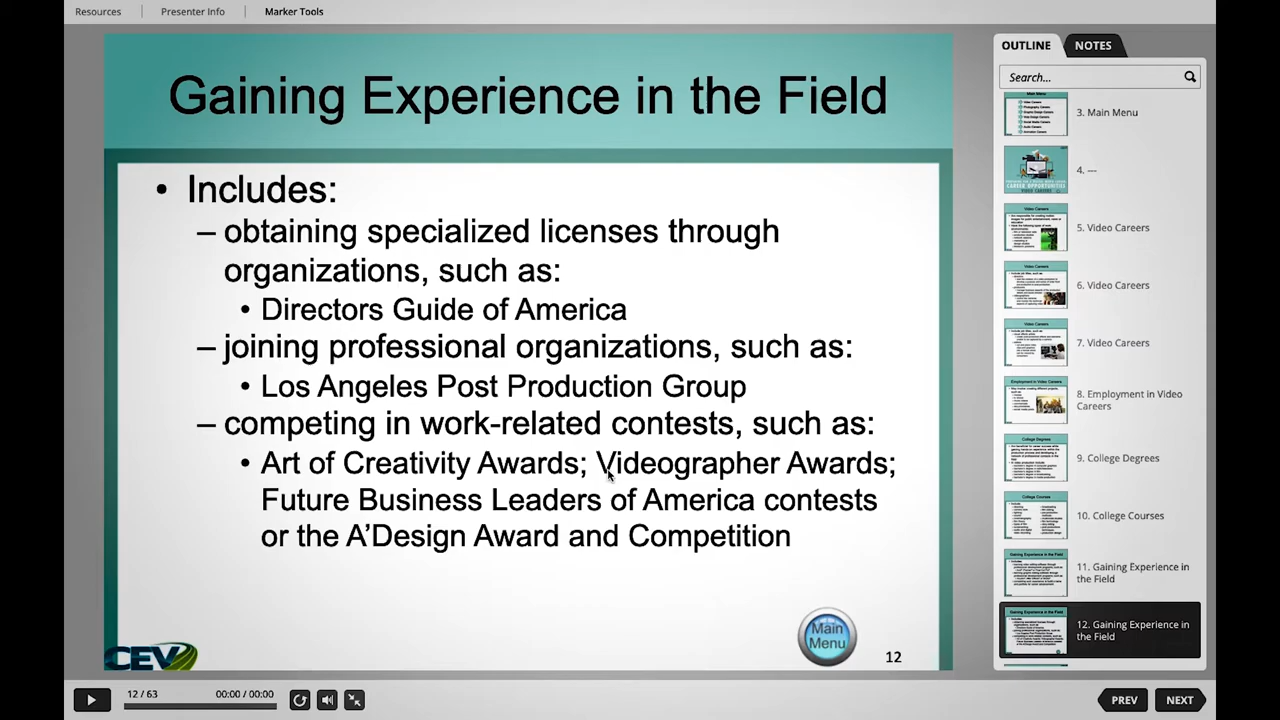 Resources
Presenter Info
Marker Tools
Gaining Experience in the Field
• Includes:
– obtaining specialized licenses through
organizations, such as:
• Directors Guide of America
– joining professional organizations, such as:
• Los Angeles Post Production Group
– competing in work-related contests, such as:
• Art of Creativity Awards; Videographer Awards;
Future Business Leaders of America contests
or the A'Design Award and Competition
Main
Menu
CEV
12
OUTLINE
NOTES
Search...
3. Main Menu
4. ---
5. Video Careers
6. Video Careers
7. Video Careers
8. Employment in Video
Careers
9. College Degrees
10. College Courses
11. Gaining Experience in
the Field
12. Gaining Experience in
the Field
12 / 63
00:00 / 00:00
PREV
NEXT